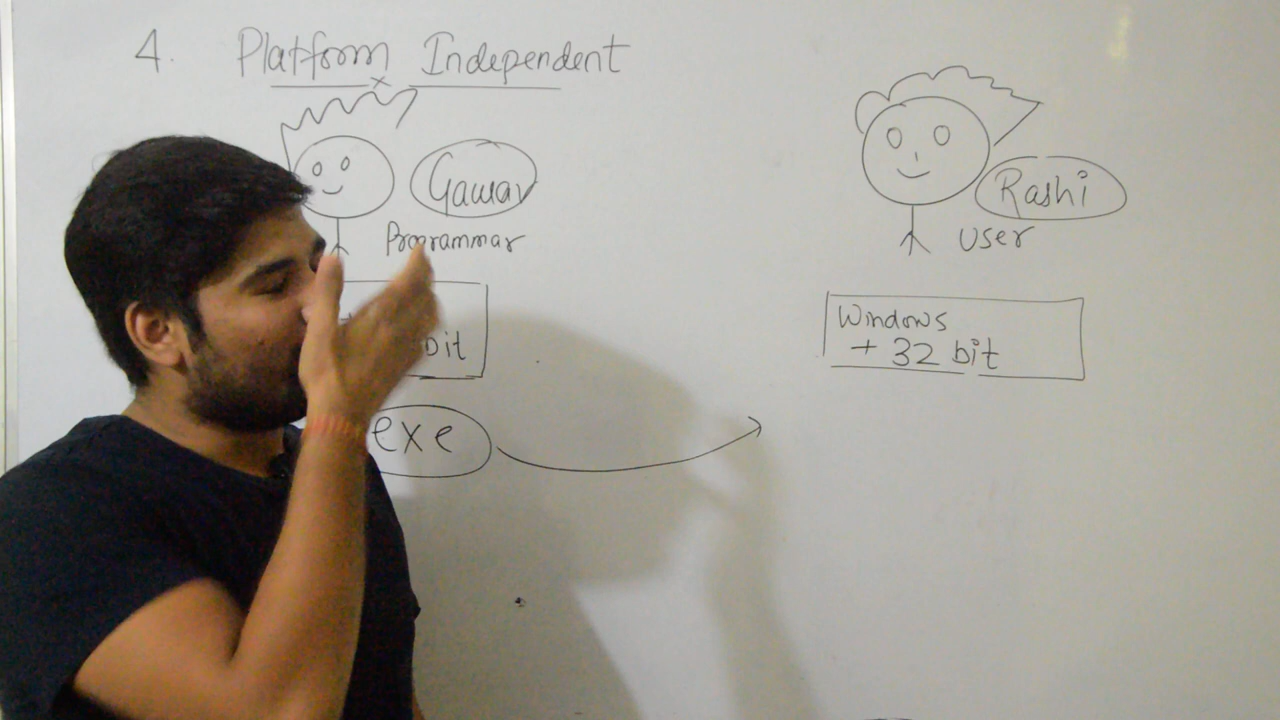 4. Platform Independent
Gaurav
Programmar
Rashi
User
bit
Windows
+ 32 bit
exe